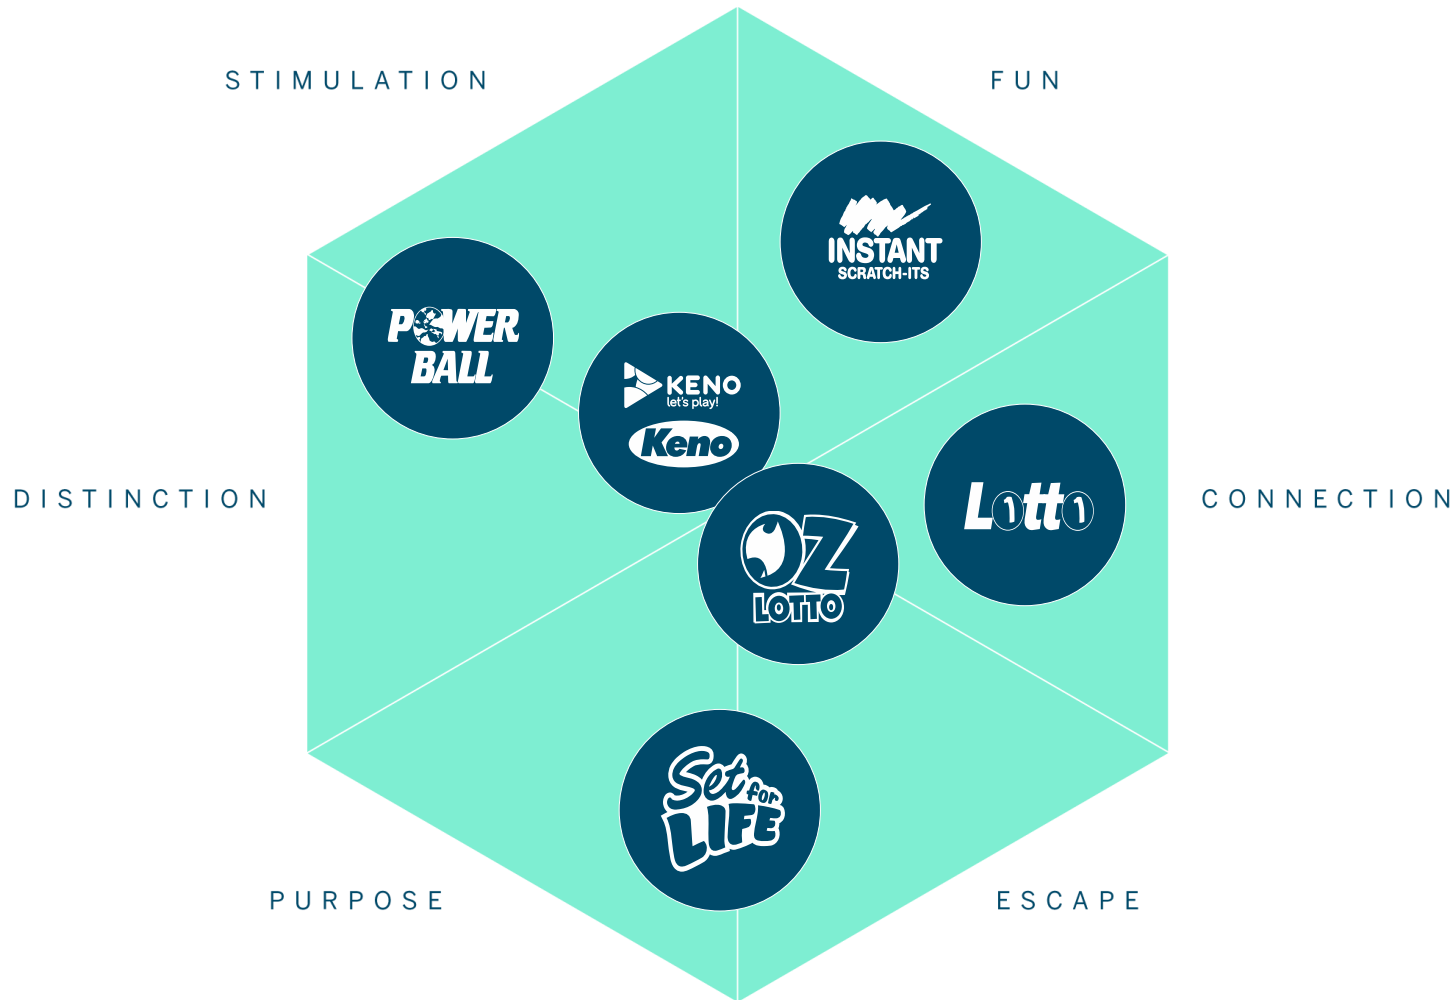 STIMULATION
FUN
INSTANT
SCRATCH-ITS
POWER
BALL
KENO
let's play!
Keno
DISTINCTION
CONNECTION
Lotto
OZ
LOTTO
Set for
LIFE
PURPOSE
ESCAPE